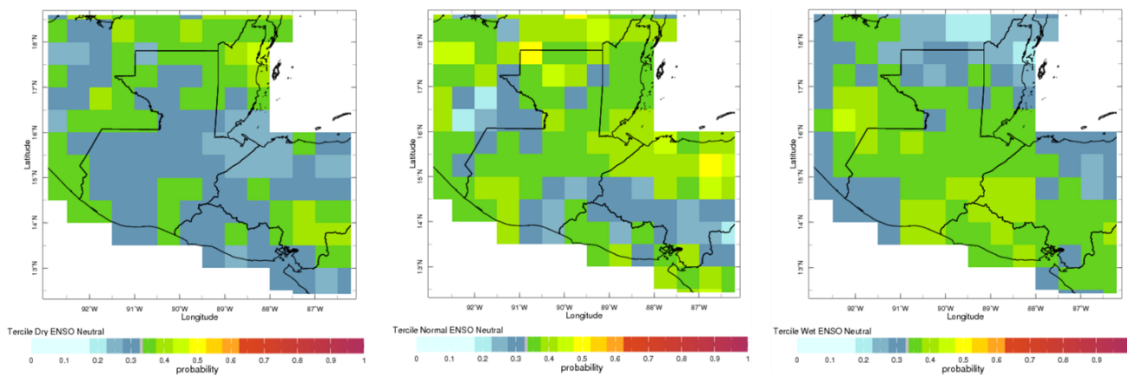 18°N
17°N
16°N
15°N
14°N
13°N
Latitude
92°W 91°W 90°W 89°W 88°W 87°W
Longitude
Tercile Dry ENSO Neutral
0 0.1 0.2 0.3 0.4 0.5 0.6 0.7 0.8 0.9 1
probability
18°N
17°N
16°N
15°N
14°N
13°N
Latitude
92°W 91°W 90°W 89°W 88°W 87°W
Longitude
Tercile Normal ENSO Neutral
0 0.1 0.2 0.3 0.4 0.5 0.6 0.7 0.8 0.9 1
probability
18°N
17°N
16°N
15°N
14°N
13°N
Latitude
92°W 91°W 90°W 89°W 88°W 87°W
Longitude
Tercile Wet ENSO Neutral
0 0.1 0.2 0.3 0.4 0.5 0.6 0.7 0.8 0.9
probability